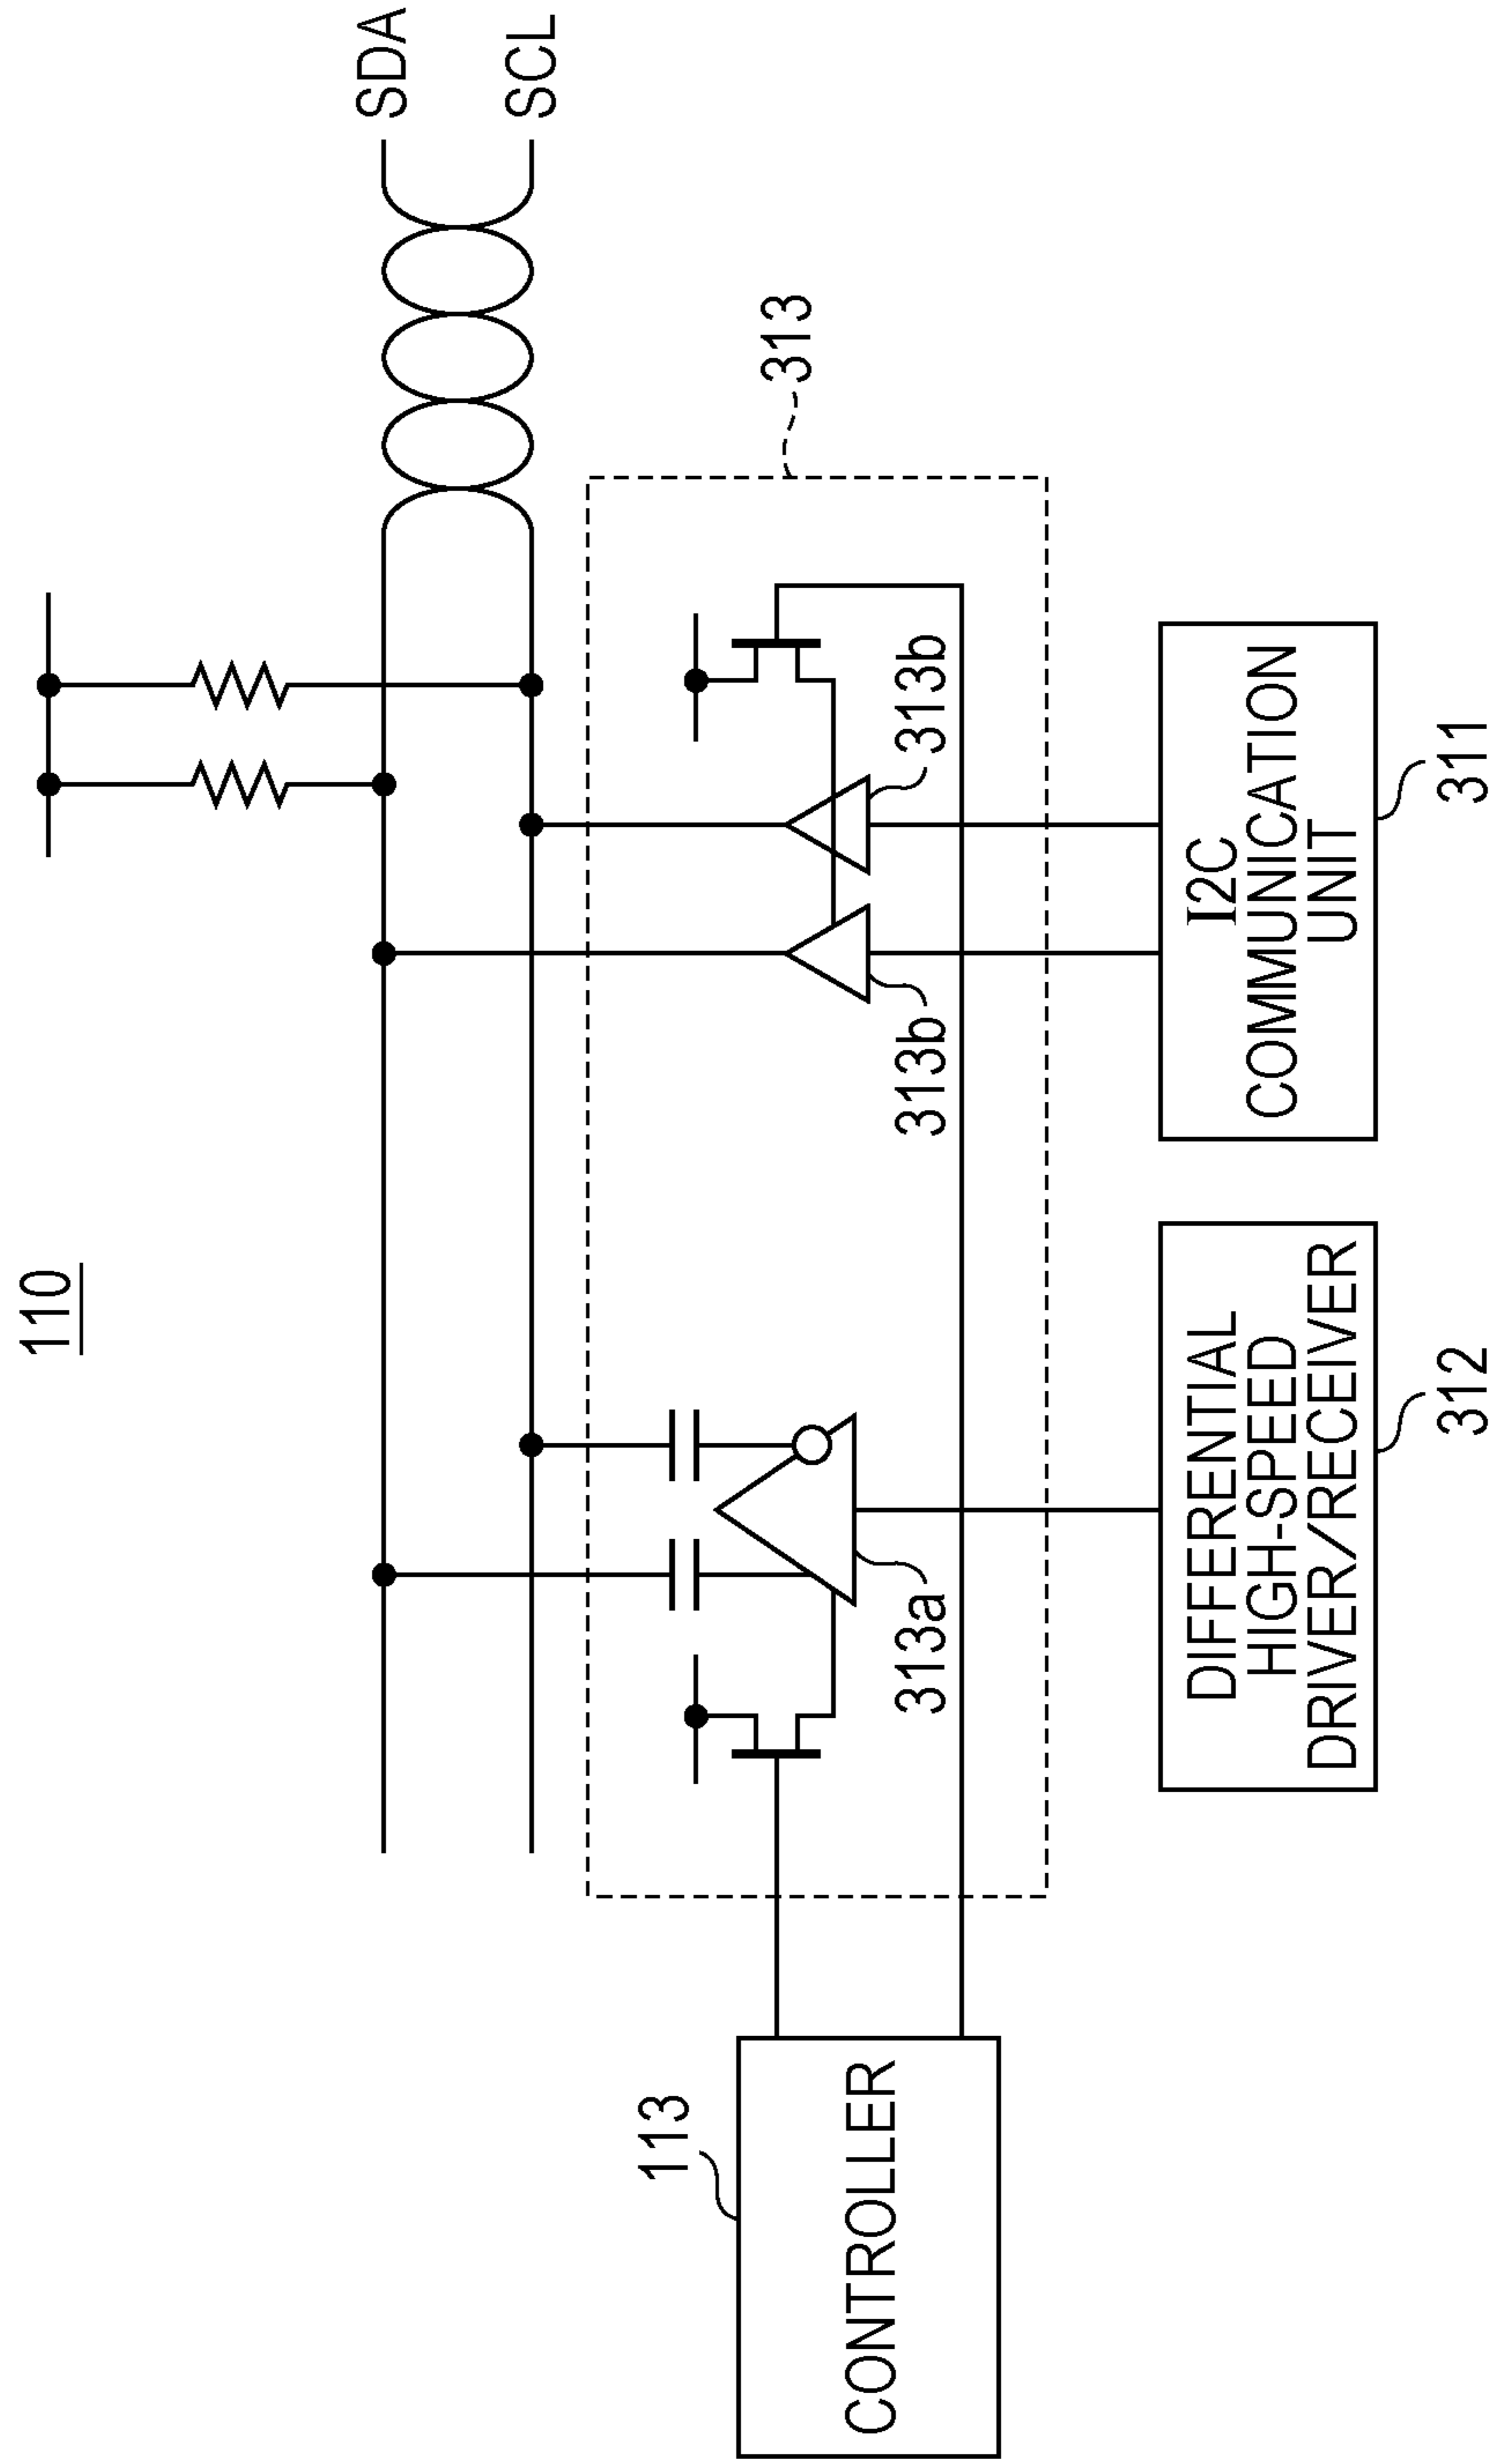 110
SDA
SCL
313
113
CONTROLLER
313a
313b
313b
DIFFERENTIAL
HIGH-SPEED
DRIVER/RECEIVER
312
I2C
COMMUNICATION
UNIT
311